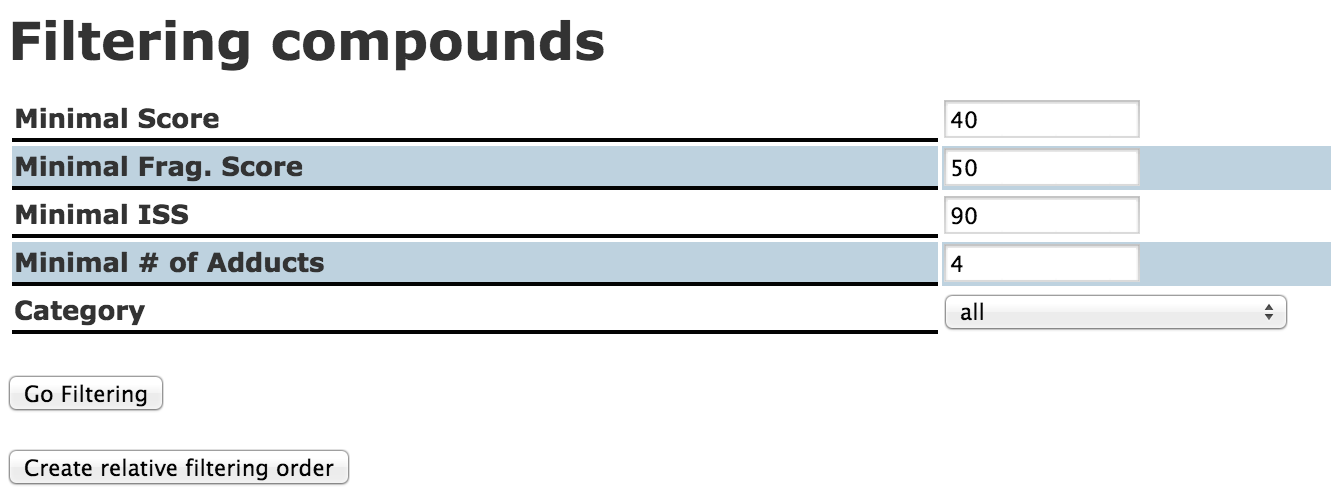 Filtering compounds
Minimal Score 40
Minimal Frag. Score 50
Minimal ISS 90
Minimal # of Adducts 4
Category all
Go Filtering
Create relative filtering order